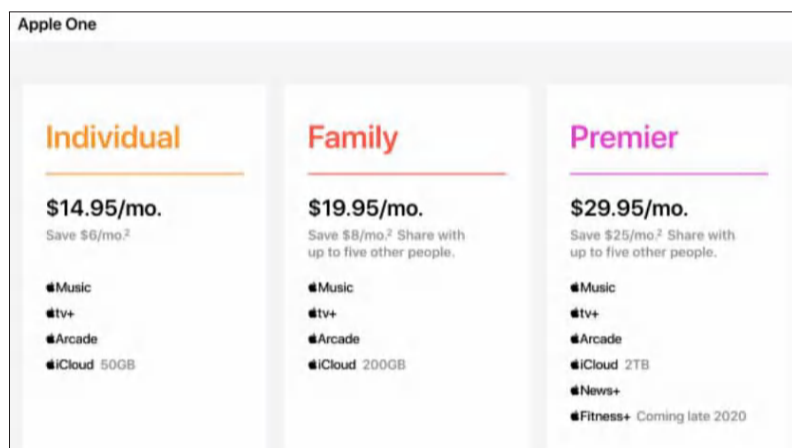 Apple One
Individual
$14.95/mo.
Save $6/mo.²
Music
tv+
Arcade
iCloud 50GB
Family
$19.95/mo.
Save $8/mo.² Share with
up to five other people.
Music
tv+
Arcade
iCloud 200GB
Premier
$29.95/mo.
Save $25/mo.² Share with
up to five other people.
Music
tv+
Arcade
iCloud 2TB
News+
Fitness+ Coming late 2020